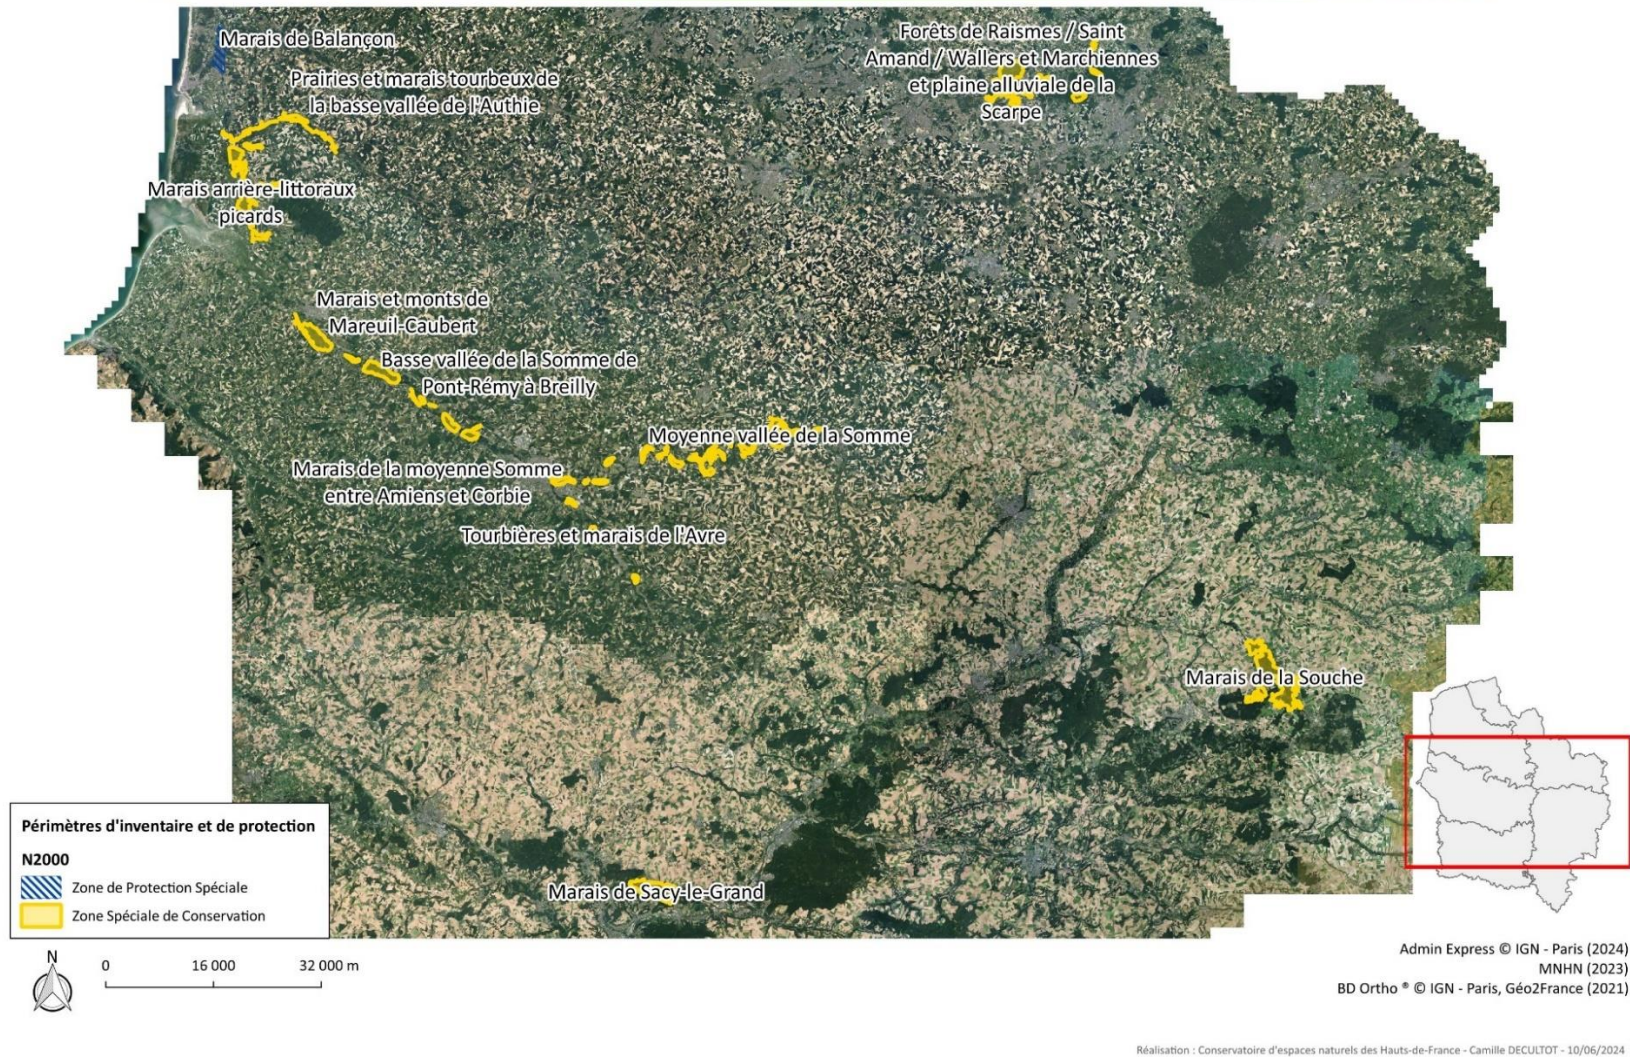 Marais de Balançon
Prairies et marais tourbeux de
la basse vallée de l'Authie
Forêts de Raismes / Saint
Amand / Wallers et Marchiennes
et plaine alluviale de la
Scarpe
Marais arrière-littoraux
picards
Marais et monts de
Mareuil-Caubert
Basse vallée de la Somme de
Pont-Rémy à Breilly
Moyenne vallée de la Somme
Marais de la moyenne Somme
entre Amiens et Corbie
Tourbières et marais de l'Avre
Marais de la Souche
Marais de Sacy-le-Grand
Périmètres d'inventaire et de protection
N2000
Zone de Protection Spéciale
Zone Spéciale de Conservation
N
0 16 000 32 000 m
Admin Express © IGN - Paris (2024)
MNHN (2023)
BD Ortho ® © IGN - Paris, Géo2France (2021)
Réalisation : Conservatoire d'espaces naturels des Hauts-de-France - Camille DECULTOT - 10/06/2024